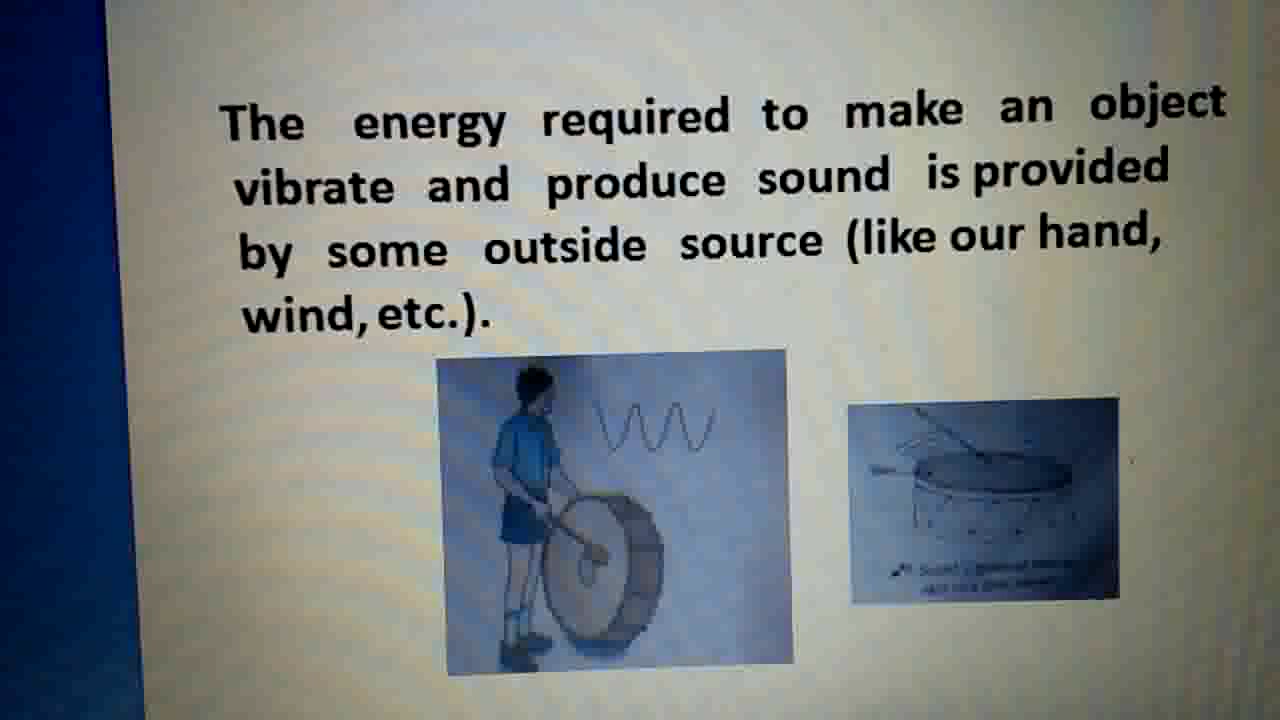 The energy required to make an object
vibrate and produce sound is provided
by some outside source (like our hand,
wind, etc.).